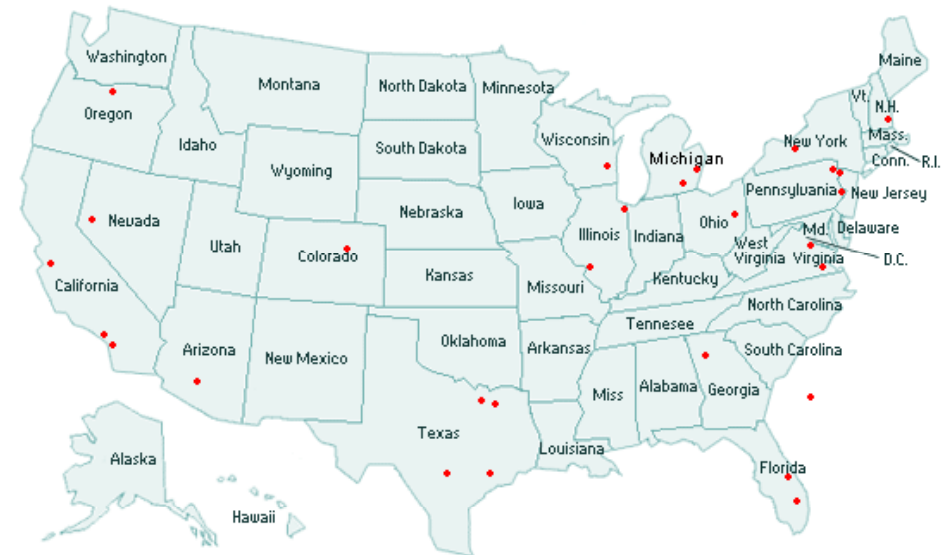 Washington
Montana
North Dakota
Minnesota
Maine
Oregon
Idaho
South Dakota
Wisconsin
Michigan
New York
Vt.
N.H.
Mass.
R.I.
Conn.
Wyoming
Nebraska
Iowa
Pennsylvania
New Jersey
Nevada
Utah
Colorado
Illinois
Indiana
Ohio
Md.
Delaware
D.C.
West
Virginia
Virginia
California
Kansas
Missouri
Kentucky
North Carolina
Arizona
New Mexico
Oklahoma
Arkansas
Tennesee
South Carolina
Miss
Alabama
Georgia
Texas
Louisiana
Florida
Alaska
Hawaii